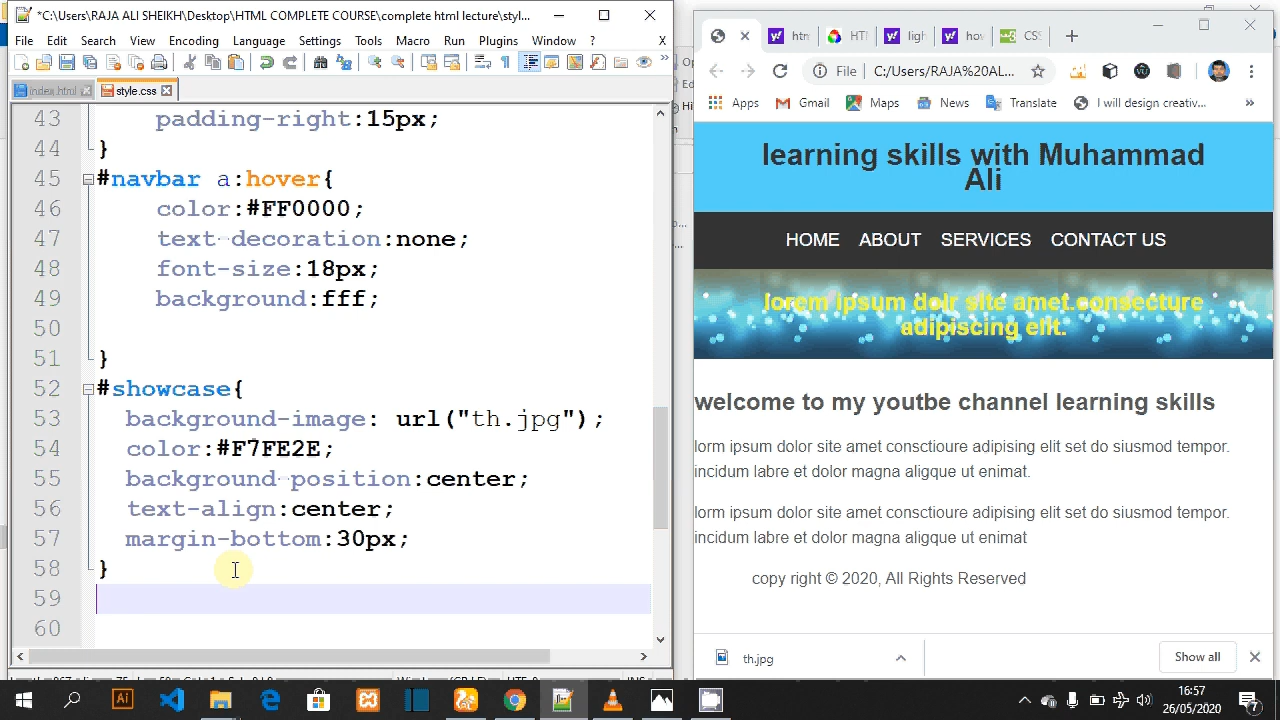 *C:\Users\RAJA ALI SHEIKH\Desktop\HTML COMPLETE COURSE\complete html lecture\styl...
File Edit Search View Encoding Language Settings Tools Macro Run Plugins Window ? X
index.html style.css
43 padding-right:15px;
44 }
45 #navbar a:hover{
46 color:#FF0000;
47 text-decoration:none;
48 font-size:18px;
49 background:fff;
50
51 }
52 #showcase{
53 background-image: url("th.jpg");
54 color:#F7FE2E;
55 background-position:center;
56 text-align:center;
57 margin-bottom:30px;
58 }
59
60
File C:/Users/RAJA%20AL...
Apps Gmail Maps News Translate I will design creativ... »
learning skills with Muhammad
Ali
HOME ABOUT SERVICES CONTACT US
lorem ipsum dolr site amet.consecture
adipiscing elit.
welcome to my youtbe channel learning skills
lorm ipsum dolor site amet consctioure adipising elit set do siusmod tempor.
incidum labre et dolor magna aligque ut enimat.
lorm ipsum dolor site amet consctioure adipising elit set do siusmod tempor.
incidum labre et dolor magna aligque ut enimat
copy right © 2020, All Rights Reserved
th.jpg Show all
16:57
26/05/2020